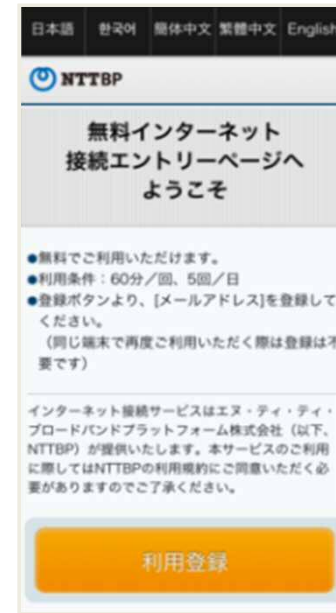 日本語 한국어 簡体中文 繁體中文 English
NTTBP
無料インターネット
接続エントリーページへ
ようこそ
●無料でご利用いただけます。
●利用条件：60分／回、5回／日
●登録ボタンより、[メールアドレス]を登録して
ください。
（同じ端末で再度ご利用いただく際は登録は不
要です）
インターネット接続サービスはエヌ・ティ・ティ・
ブロードバンドプラットフォーム株式会社（以下、
NTTBP）が提供いたします。本サービスのご利用
に際してはNTTBPの利用規約にご同意いただく必
要がありますのでご了承ください。
利用登録